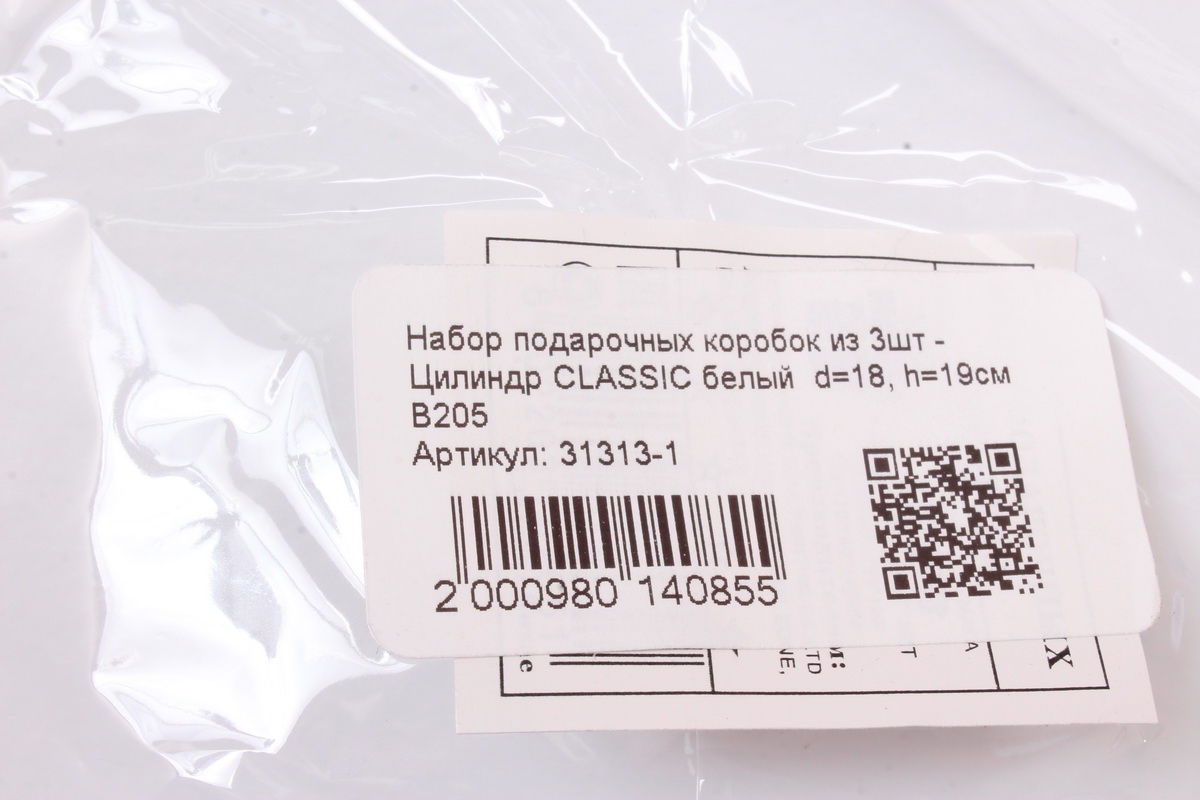 Набор подарочных коробок из 3шт -
Цилиндр CLASSIC белый d=18, h=19см
B205
Артикул: 31313-1
2 000980 140855